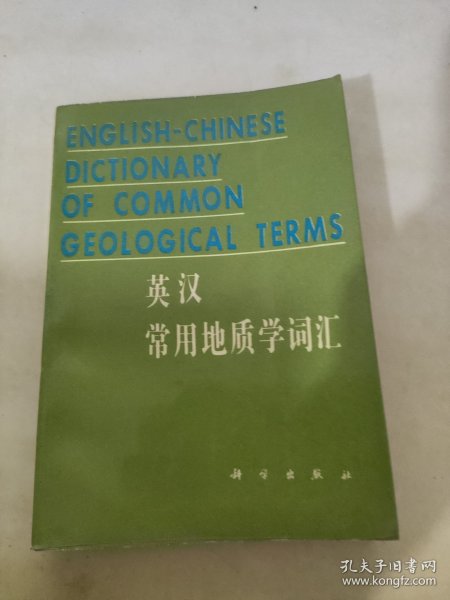 ENGLISH-CHINESE
DICTIONARY
OF COMMON
GEOLOGICAL TERMS
英汉
常用地质学词汇
科学出版社
孔夫子旧书网
www.kongfz.com